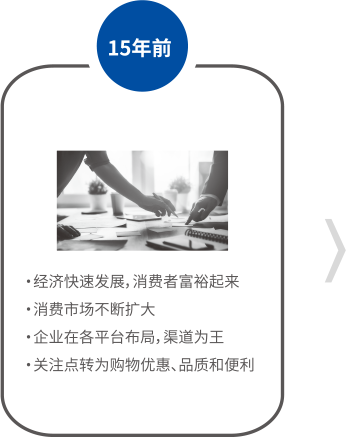 15年前
·经济快速发展，消费者富裕起来
·消费市场不断扩大
·企业在各平台布局，渠道为王
·关注点转为购物优惠、品质和便利